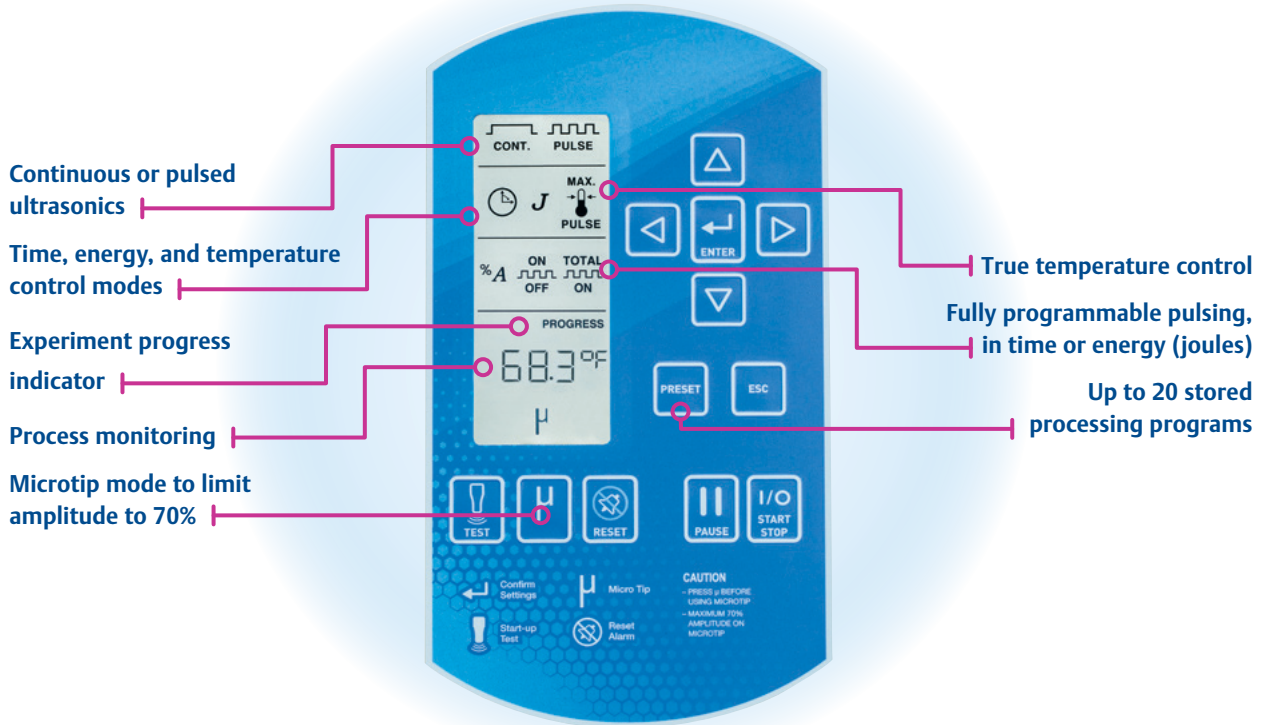 Continuous or pulsed
ultrasonics
Time, energy, and temperature
control modes
Experiment progress
indicator
Process monitoring
Microtip mode to limit
amplitude to 70%
CONT. PULSE
J MAX.
PULSE
%A ON TOTAL
OFF ON
PROGRESS
68.3°F
µ
ENTER
PRESET ESC
TEST
µ
RESET
PAUSE
I/O
START
STOP
Confirm
Settings
µ Micro Tip
Start-up
Test
Reset
Alarm
CAUTION
– PRESS µ BEFORE
USING MICROTIP
– MAXIMUM 70%
AMPLITUDE ON
MICROTIP
True temperature control
Fully programmable pulsing,
in time or energy (joules)
Up to 20 stored
processing programs